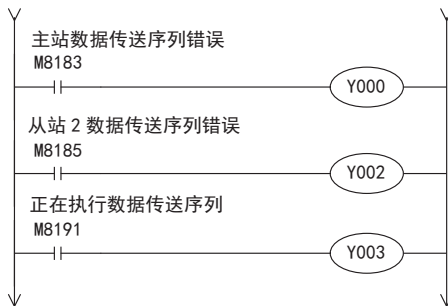 主站数据传送序列错误
M8183
Y000
从站 2 数据传送序列错误
M8185
Y002
正在执行数据传送序列
M8191
Y003